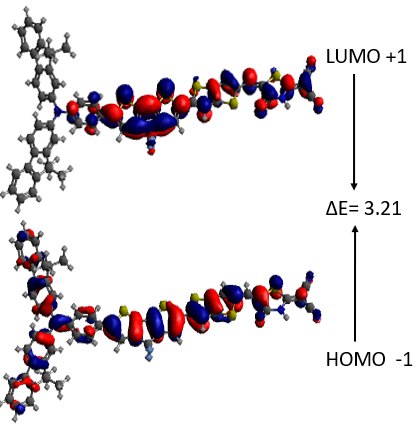 LUMO +1
ΔE= 3.21
HOMO -1